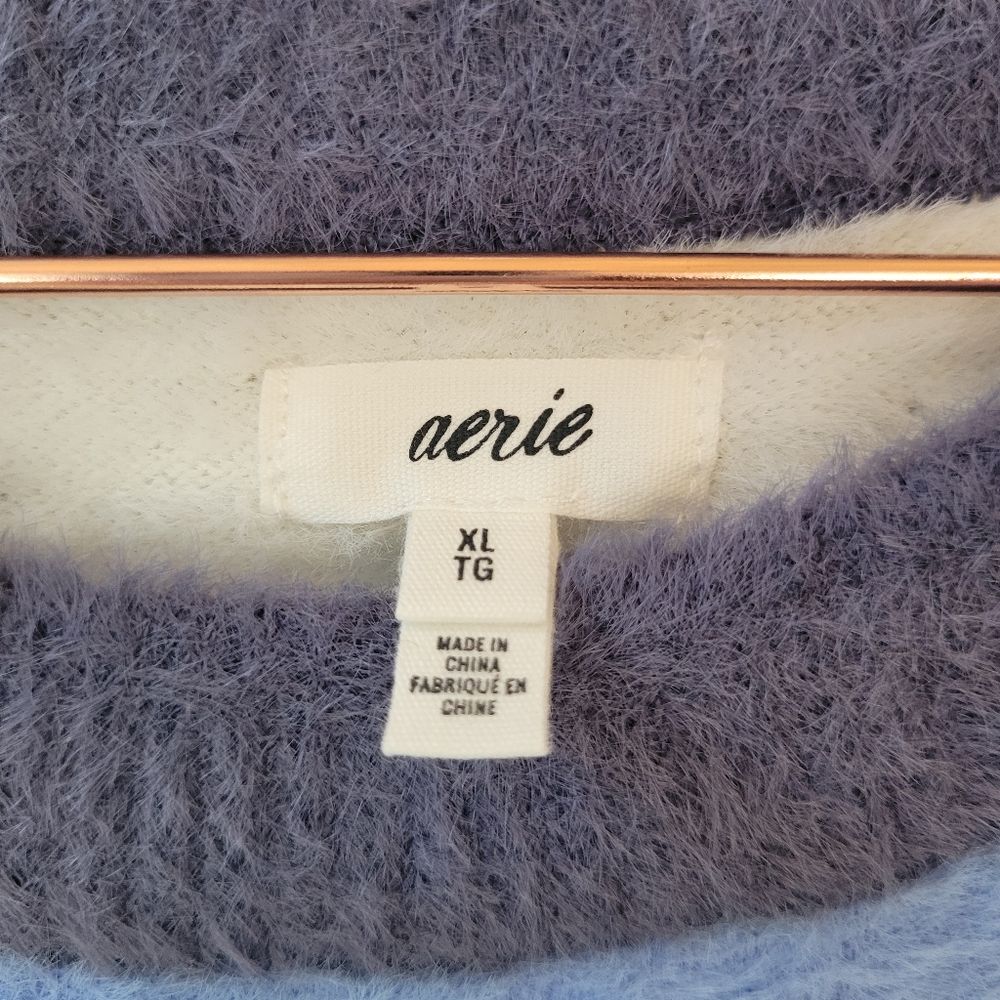 aerie
XL
TG
MADE IN
CHINA
FABRIQUÉ EN
CHINE